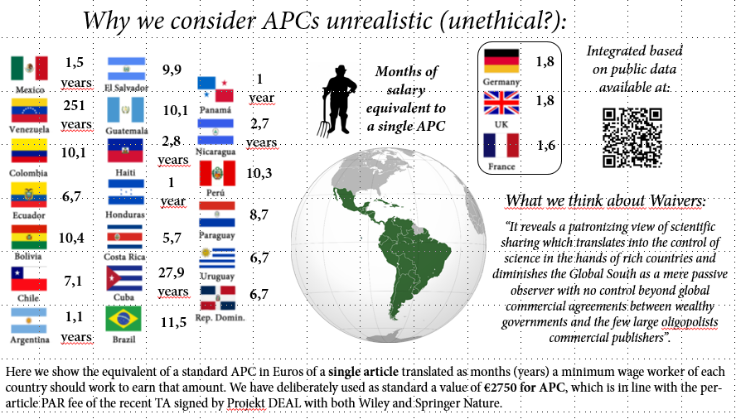 Why we consider APCs unrealistic (unethical?):
Mexico
1,5
years
Venezuela
251
years
Colombia
10,1
Ecuador
6,7
Bolivia
10,4
Chile
7,1
Argentina
1,1
years
El Salvador
9,9
Guatemala
10,1
Haiti
2,8
years
Honduras
1
year
Costa Rica
5,7
Cuba
27,9
years
Brazil
11,5
Panamá
1
year
Nicaragua
2,7
years
Perú
10,3
Paraguay
8,7
Uruguay
6,7
Rep. Domin.
6,7
Months of
salary
equivalent to
a single APC
Germany
1,8
UK
1,8
France
1,6
Integrated based
on public data
available at:
What we think about Waivers:
“It reveals a patronizing view of scientific
sharing which translates into the control of
science in the hands of rich countries and
diminishes the Global South as a mere passive
observer with no control beyond global
commercial agreements between wealthy
governments and the few large oligopolists
commercial publishers”.
Here we show the equivalent of a standard APC in Euros of a single article translated as months (years) a minimum wage worker of each
country should work to earn that amount. We have deliberately used as standard a value of €2750 for APC, which is in line with the per-
article PAR fee of the recent TA signed by Projekt DEAL with both Wiley and Springer Nature.